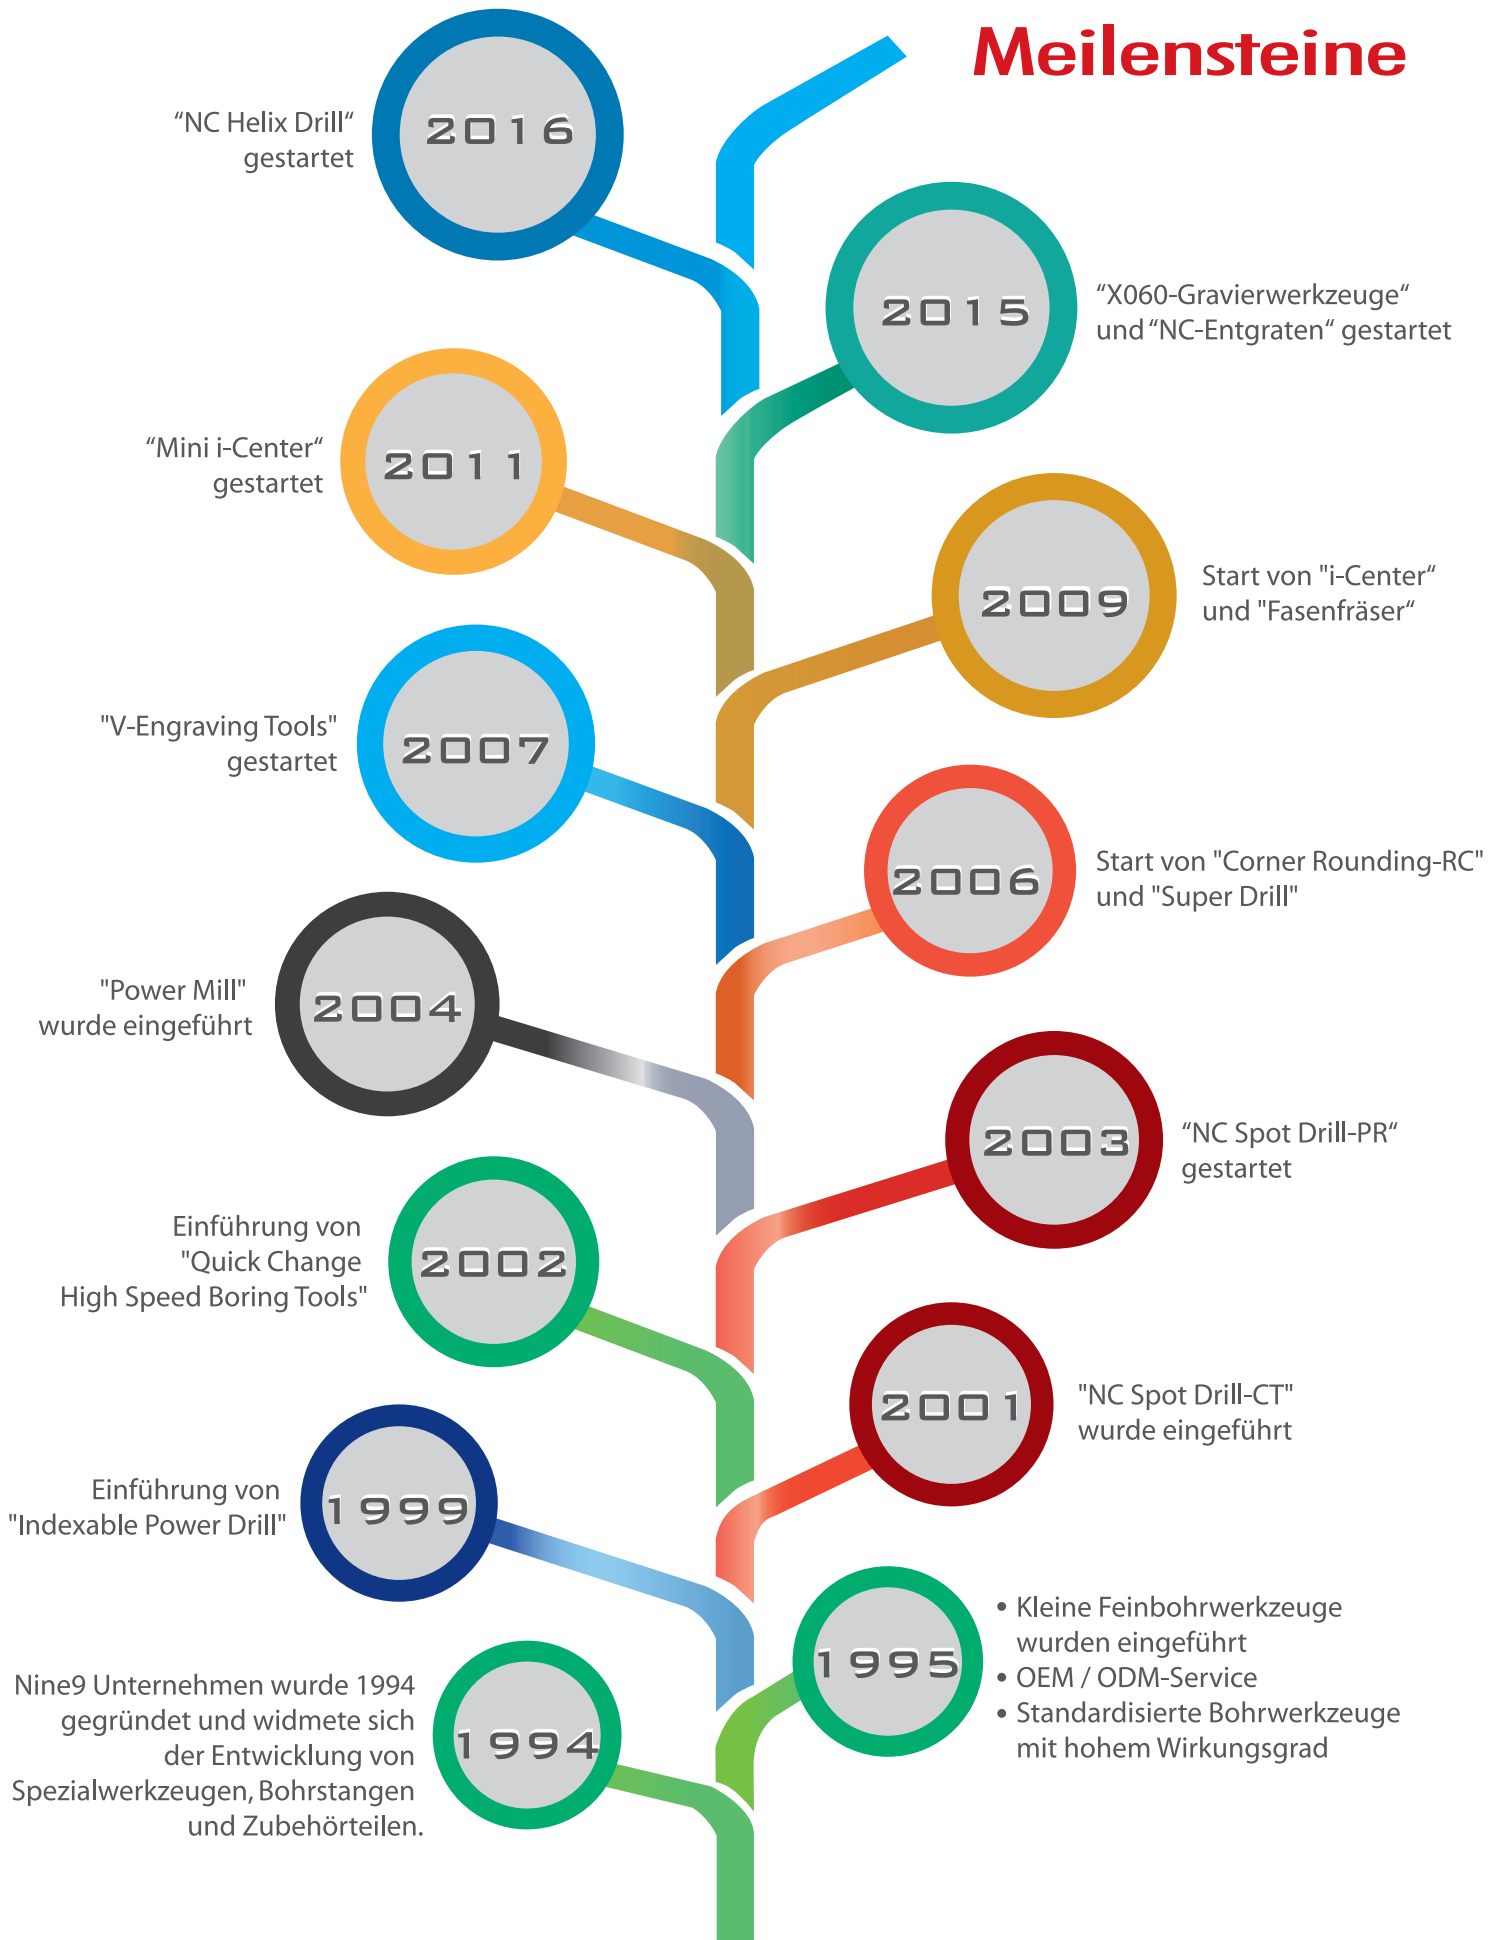 Meilensteine
2016
“NC Helix Drill“
gestartet
2015
“X060-Gravierwerkzeuge“
und “NC-Entgraten“ gestartet
2011
“Mini i-Center“
gestartet
2009
Start von "i-Center“
und "Fasenfräser“
2007
"V-Engraving Tools"
gestartet
2006
Start von "Corner Rounding-RC"
und "Super Drill"
2004
"Power Mill"
wurde eingeführt
2003
“NC Spot Drill-PR“
gestartet
2002
Einführung von
"Quick Change
High Speed Boring Tools"
2001
"NC Spot Drill-CT"
wurde eingeführt
1999
Einführung von
"Indexable Power Drill"
1995
• Kleine Feinbohrwerkzeuge
wurden eingeführt
• OEM / ODM-Service
• Standardisierte Bohrwerkzeuge
mit hohem Wirkungsgrad
1994
Nine9 Unternehmen wurde 1994
gegründet und widmete sich
der Entwicklung von
Spezialwerkzeugen, Bohrstangen
und Zubehörteilen.